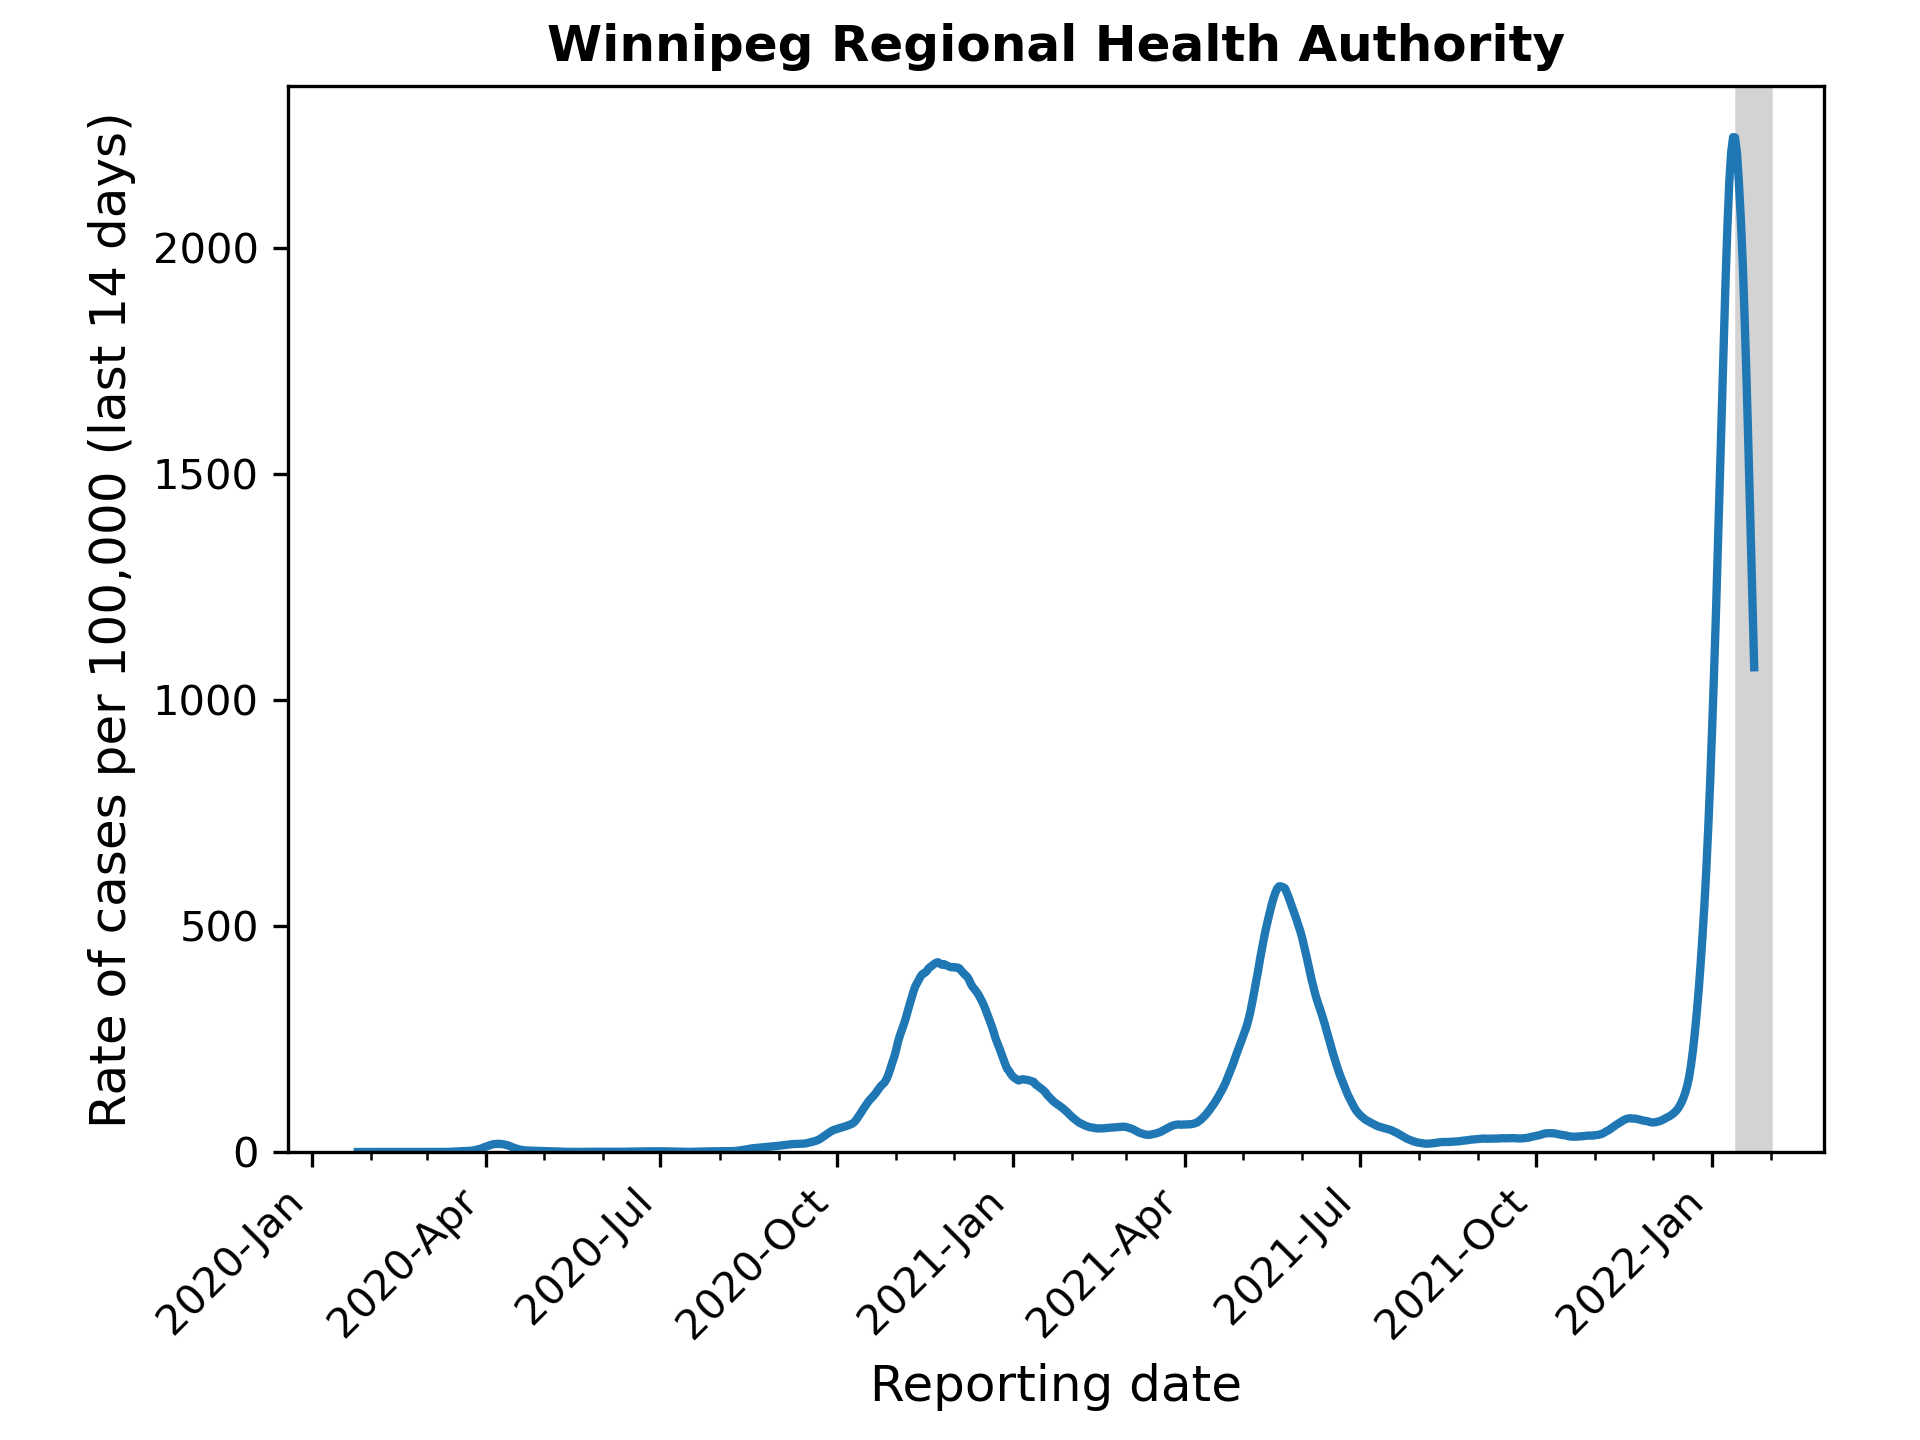 Winnipeg Regional Health Authority
Rate of cases per 100,000 (last 14 days)
2000
1500
1000
500
0
2020-Jan
2020-Apr
2020-Jul
2020-Oct
2021-Jan
2021-Apr
2021-Jul
2021-Oct
2022-Jan
Reporting date